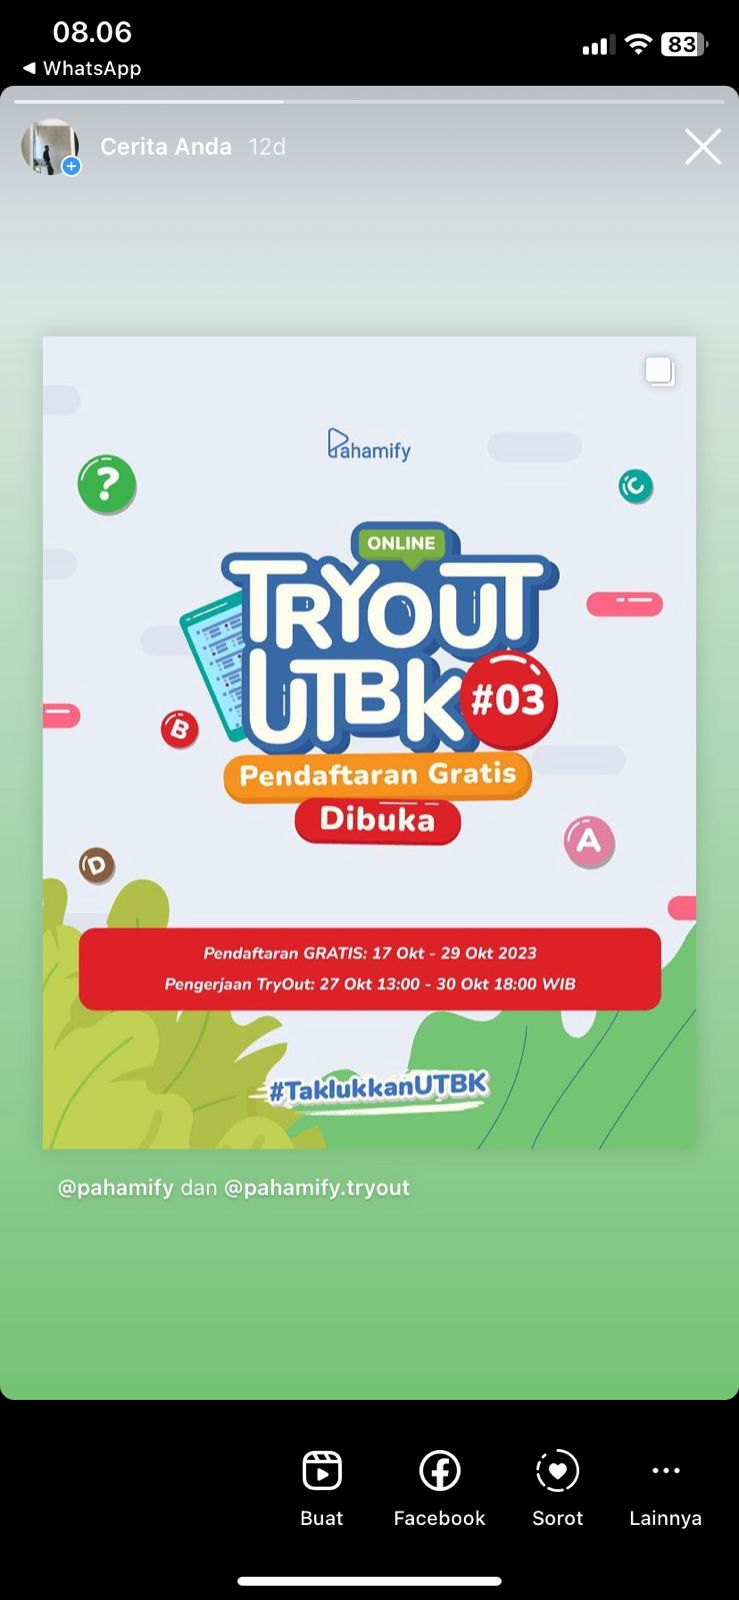 08.06
83
◄ WhatsApp
Cerita Anda 12d
Pahamify
?
C
ONLINE
TRYOUT
UTBK #03
B
Pendaftaran Gratis
Dibuka
A
D
Pendaftaran GRATIS: 17 Okt - 29 Okt 2023
Pengerjaan TryOut: 27 Okt 13:00 - 30 Okt 18:00 WIB
#TaklukkanUTBK
@pahamify dan @pahamify.tryout
Buat Facebook Sorot Lainnya